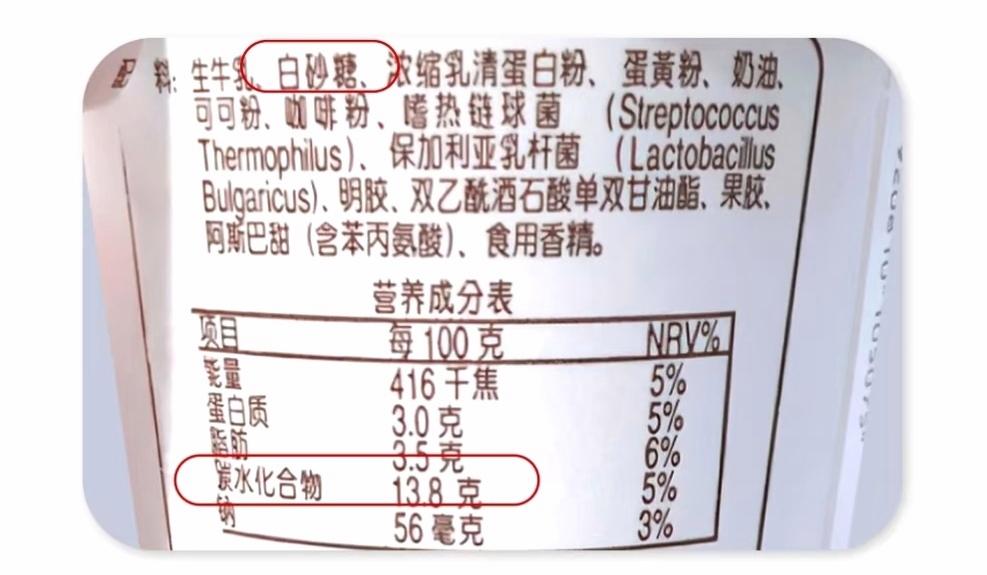 配 料: 生牛乳、白砂糖、浓缩乳清蛋白粉、蛋黄粉、奶油、
可可粉、咖啡粉、嗜热链球菌 (Streptococcus
Thermophilus)、保加利亚乳杆菌 (Lactobacillus
Bulgaricus)、明胶、双乙酰酒石酸单双甘油酯、果胶、
阿斯巴甜 (含苯丙氨酸)、食用香精。
营养成分表
项目 每100克 NRV%
能量 416千焦 5%
蛋白质 3.0克 5%
脂肪 3.5克 6%
碳水化合物 13.8克 5%
钠 56毫克 3%